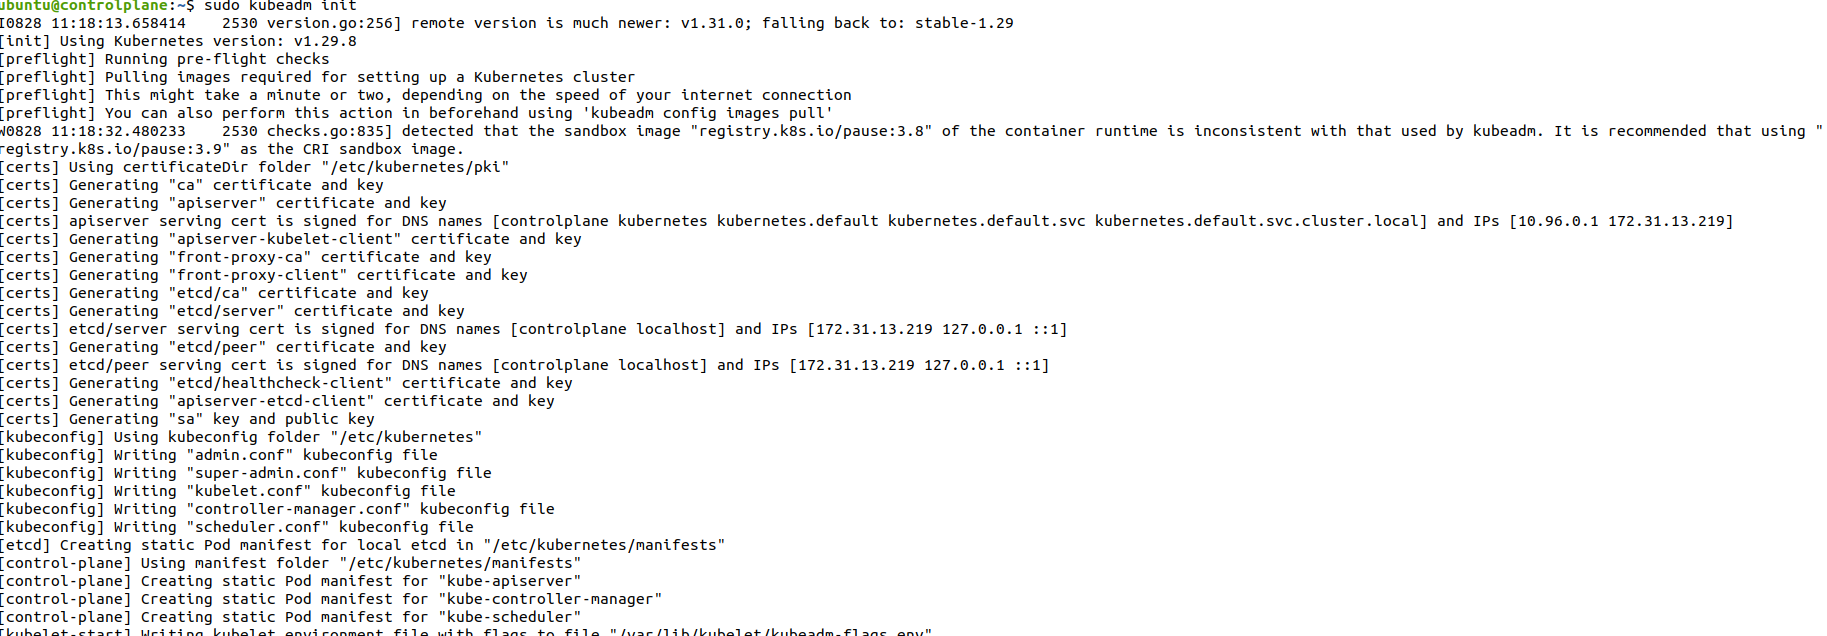 ubuntu@controlplane:~$ sudo kubeadm init
I0828 11:18:13.658414    2530 version.go:256] remote version is much newer: v1.31.0; falling back to: stable-1.29
[init] Using Kubernetes version: v1.29.8
[preflight] Running pre-flight checks
[preflight] Pulling images required for setting up a Kubernetes cluster
[preflight] This might take a minute or two, depending on the speed of your internet connection
[preflight] You can also perform this action in beforehand using 'kubeadm config images pull'
W0828 11:18:32.480233    2530 checks.go:835] detected that the sandbox image "registry.k8s.io/pause:3.8" of the container runtime is inconsistent with that used by kubeadm. It is recommended that using "
registry.k8s.io/pause:3.9" as the CRI sandbox image.
[certs] Using certificateDir folder "/etc/kubernetes/pki"
[certs] Generating "ca" certificate and key
[certs] Generating "apiserver" certificate and key
[certs] apiserver serving cert is signed for DNS names [controlplane kubernetes kubernetes.default kubernetes.default.svc kubernetes.default.svc.cluster.local] and IPs [10.96.0.1 172.31.13.219]
[certs] Generating "apiserver-kubelet-client" certificate and key
[certs] Generating "front-proxy-ca" certificate and key
[certs] Generating "front-proxy-client" certificate and key
[certs] Generating "etcd/ca" certificate and key
[certs] Generating "etcd/server" certificate and key
[certs] etcd/server serving cert is signed for DNS names [controlplane localhost] and IPs [172.31.13.219 127.0.0.1 ::1]
[certs] Generating "etcd/peer" certificate and key
[certs] etcd/peer serving cert is signed for DNS names [controlplane localhost] and IPs [172.31.13.219 127.0.0.1 ::1]
[certs] Generating "etcd/healthcheck-client" certificate and key
[certs] Generating "apiserver-etcd-client" certificate and key
[certs] Generating "sa" key and public key
[kubeconfig] Using kubeconfig folder "/etc/kubernetes"
[kubeconfig] Writing "admin.conf" kubeconfig file
[kubeconfig] Writing "super-admin.conf" kubeconfig file
[kubeconfig] Writing "kubelet.conf" kubeconfig file
[kubeconfig] Writing "controller-manager.conf" kubeconfig file
[kubeconfig] Writing "scheduler.conf" kubeconfig file
[etcd] Creating static Pod manifest for local etcd in "/etc/kubernetes/manifests"
[control-plane] Using manifest folder "/etc/kubernetes/manifests"
[control-plane] Creating static Pod manifest for "kube-apiserver"
[control-plane] Creating static Pod manifest for "kube-controller-manager"
[control-plane] Creating static Pod manifest for "kube-scheduler"
[kubelet-start] Writing kubelet environment file with flags to file "/var/lib/kubelet/kubeadm-flags.env"